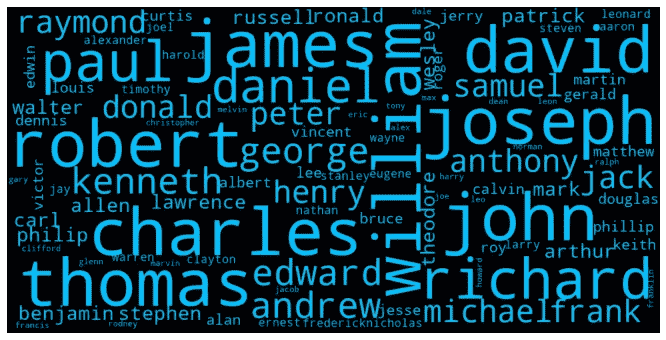 raymond
curtis
joel
russell
ronald
dale
jerry
patrick
leonard
steven
aaron
alexander
harold
edwin
paul
james
william
wesley
roger
david
louis
timothy
daniel
max
samuel
martin
gerald
walter
donald
melvin
eric
tony
dean
leon
dennis
christopher
peter
alex
joseph
robert
vincent
wayne
george
norman
matthew
anthony
ralph
gary
victor
jay
kenneth
albert
lee
stanley
eugene
henry
theodore
harry
joe
leo
calvin
mark
jack
douglas
allen
lawrence
nathan
bruce
carl
philip
charles
john
phillip
clifford
warren
clayton
roy
larry
arthur
keith
glenn
marvin
thomas
edward
jacob
richard
howard
franklin
andrew
jesse
michael
frank
benjamin
stephen
alan
francis
rodney
ernest
frederick
nicholas